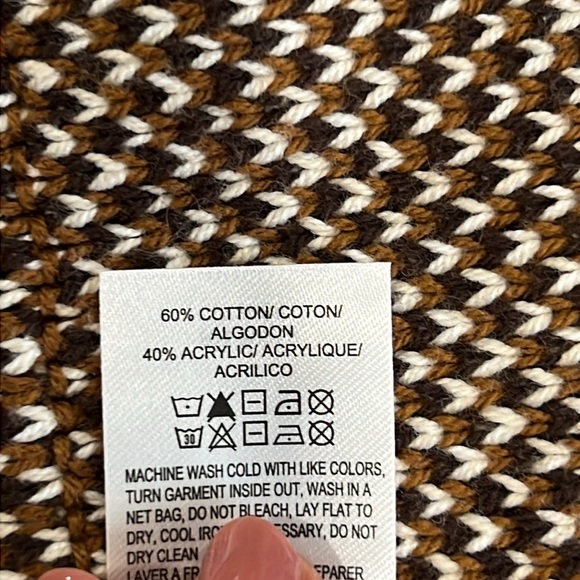 60% COTTON/ COTON/
ALGODON
40% ACRYLIC/ ACRYLIQUE/
ACRILICO
30
MACHINE WASH COLD WITH LIKE COLORS,
TURN GARMENT INSIDE OUT, WASH IN A
NET BAG, DO NOT BLEACH, LAY FLAT TO
DRY, COOL DO NOT
DRY CLEAN
LAVER A